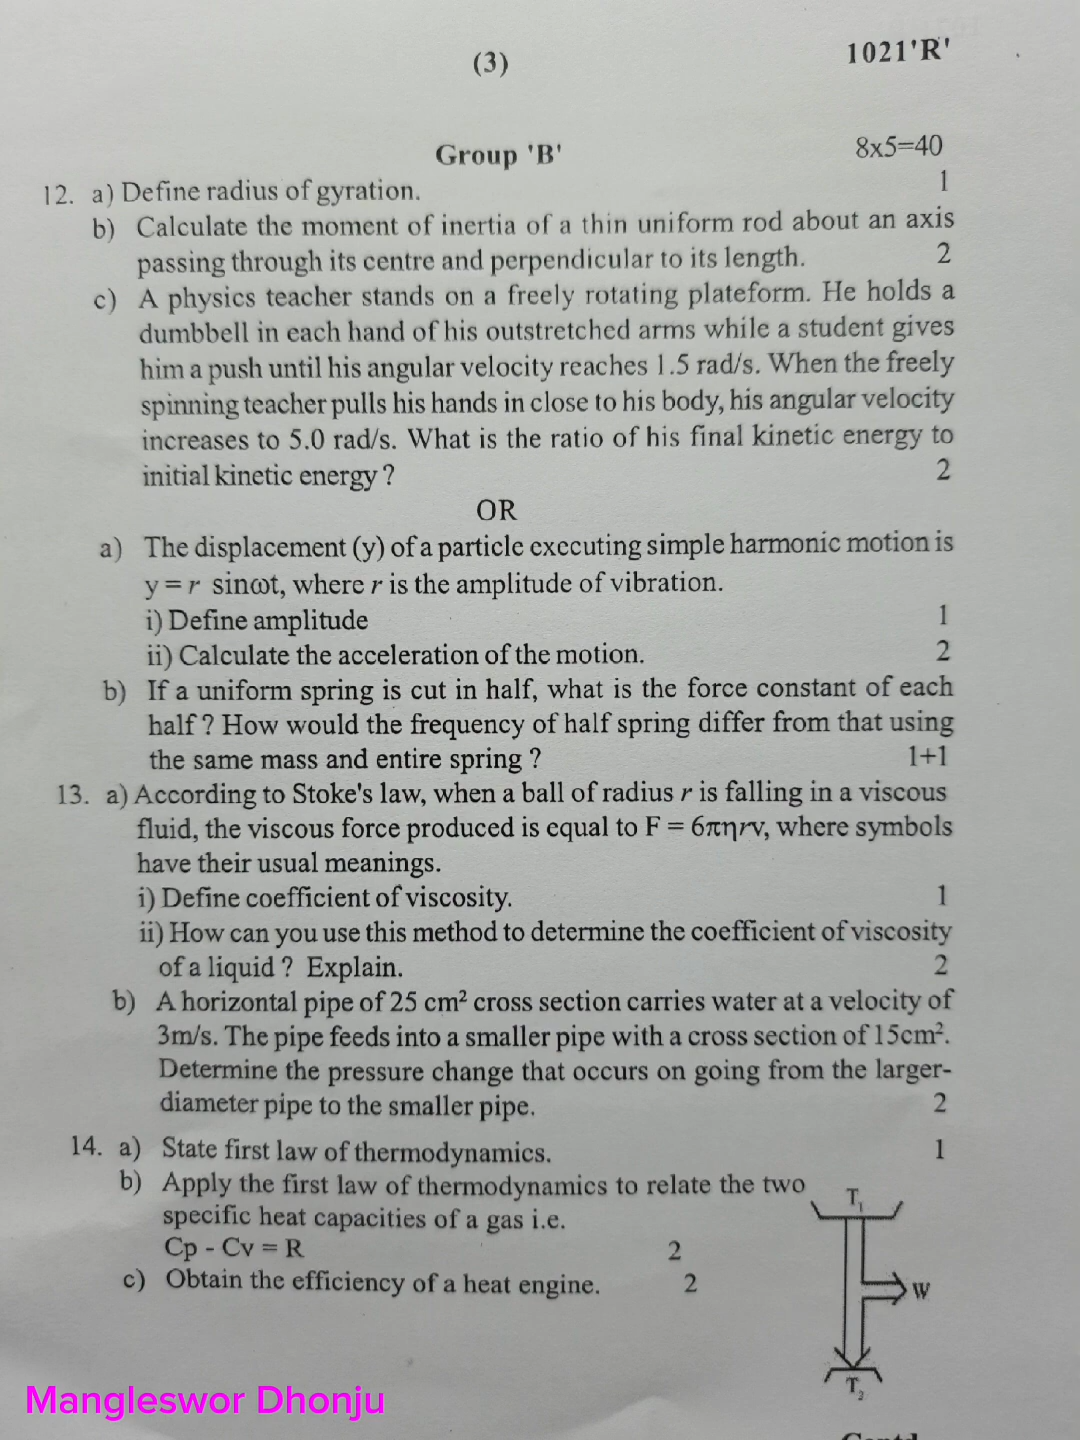 (3)
1021'R'
Group 'B'
8x5=40
12. a) Define radius of gyration. 1
b) Calculate the moment of inertia of a thin uniform rod about an axis
passing through its centre and perpendicular to its length. 2
c) A physics teacher stands on a freely rotating plateform. He holds a
dumbbell in each hand of his outstretched arms while a student gives
him a push until his angular velocity reaches 1.5 rad/s. When the freely
spinning teacher pulls his hands in close to his body, his angular velocity
increases to 5.0 rad/s. What is the ratio of his final kinetic energy to
initial kinetic energy ? 2
OR
a) The displacement (y) of a particle executing simple harmonic motion is
y = r sinωt, where r is the amplitude of vibration.
i) Define amplitude 1
ii) Calculate the acceleration of the motion. 2
b) If a uniform spring is cut in half, what is the force constant of each
half ? How would the frequency of half spring differ from that using
the same mass and entire spring ? 1+1
13. a) According to Stoke's law, when a ball of radius r is falling in a viscous
fluid, the viscous force produced is equal to F = 6πηrv, where symbols
have their usual meanings.
i) Define coefficient of viscosity. 1
ii) How can you use this method to determine the coefficient of viscosity
of a liquid ? Explain. 2
b) A horizontal pipe of 25 cm² cross section carries water at a velocity of
3m/s. The pipe feeds into a smaller pipe with a cross section of 15cm².
Determine the pressure change that occurs on going from the larger-
diameter pipe to the smaller pipe. 2
14. a) State first law of thermodynamics. 1
b) Apply the first law of thermodynamics to relate the two
specific heat capacities of a gas i.e.
Cp - Cv = R 2
c) Obtain the efficiency of a heat engine. 2
T₁
W
T₂
Mangleswor Dhonju